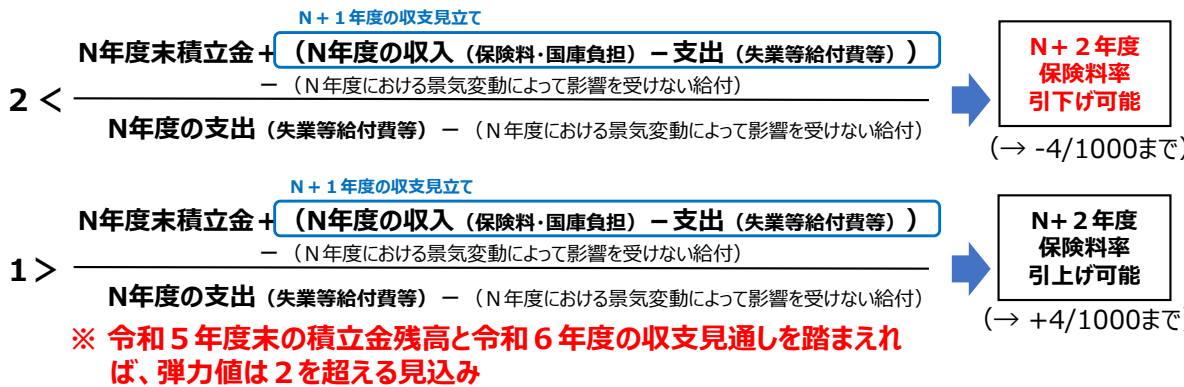 N+1年度の収支見立て
N年度末積立金+(N年度の収入(保険料・国庫負担)-支出(失業等給付費等))
-(N年度における景気変動によって影響を受けない給付)
2<
N年度の支出(失業等給付費等)-(N年度における景気変動によって影響を受けない給付)
N+2年度
保険料率
引下げ可能
(→ -4/1000まで)
N+1年度の収支見立て
N年度末積立金+(N年度の収入(保険料・国庫負担)-支出(失業等給付費等))
-(N年度における景気変動によって影響を受けない給付)
1>
N年度の支出(失業等給付費等)-(N年度における景気変動によって影響を受けない給付)
N+2年度
保険料率
引上げ可能
(→ +4/1000まで)
※ 令和5年度末の積立金残高と令和6年度の収支見通しを踏まえれ
ば、弾力値は2を超える見込み